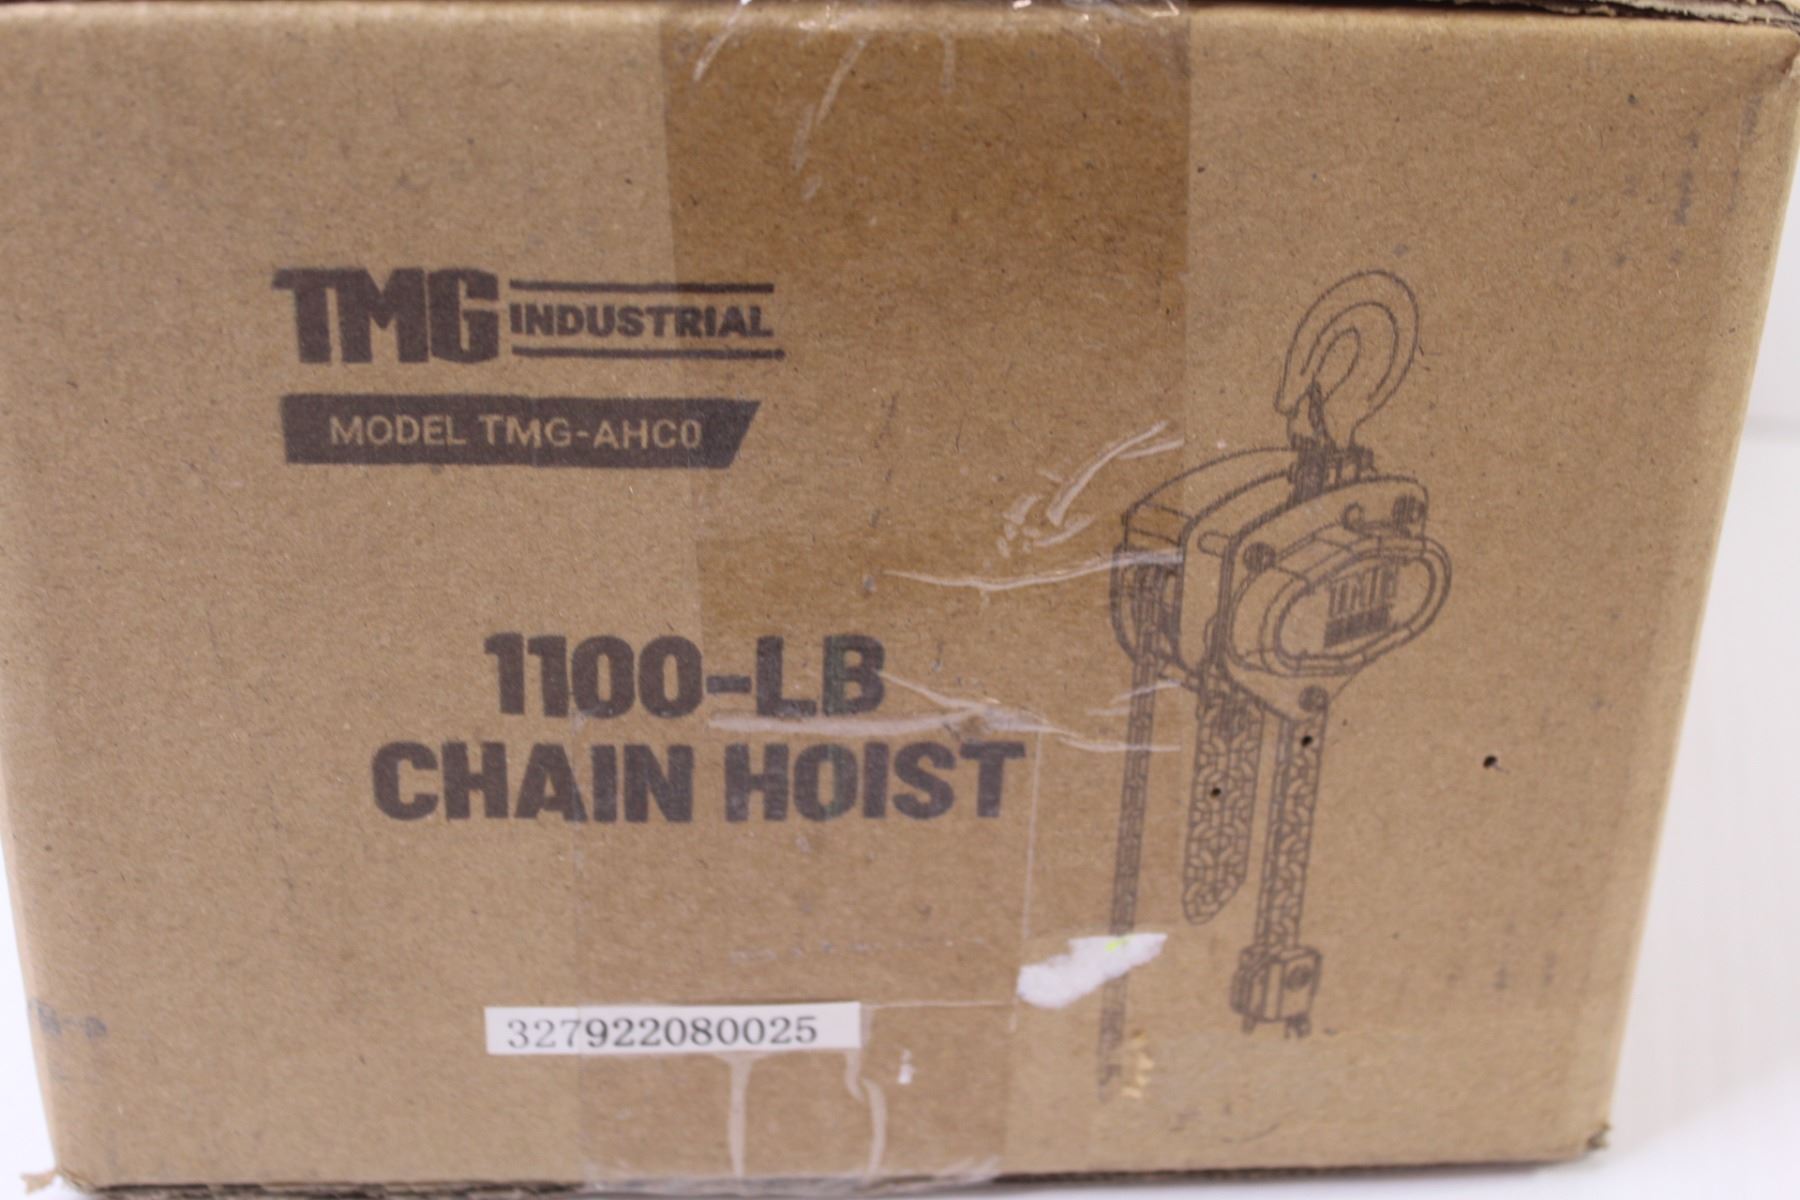 TMG INDUSTRIAL
MODEL TMG-AHC0
1100-LB
CHAIN HOIST
327922080025